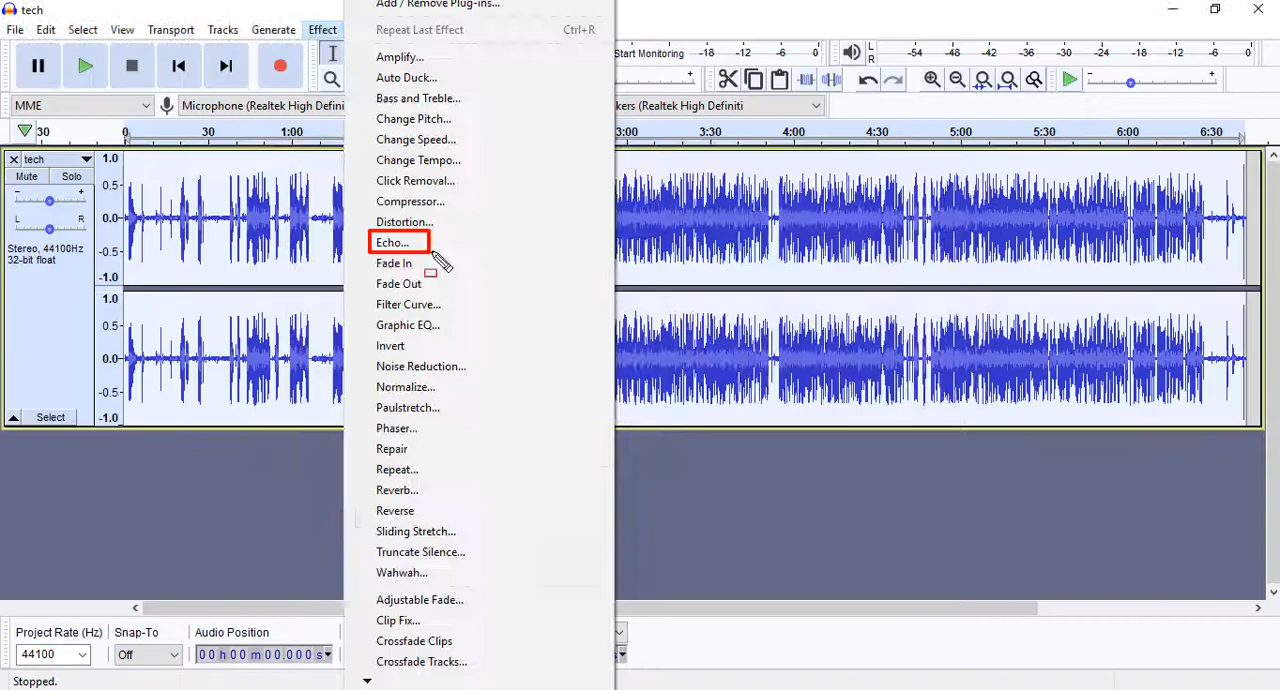 tech
Add / Remove Plug-ins...
File Edit Select View Transport Tracks Generate Effect
Repeat Last Effect Ctrl+R
Start Monitoring -18 -12 -6 0
L
R
-54 -48 -42 -36 -30 -24 -18 -12 -6 0
Amplify...
Auto Duck...
Bass and Treble...
Change Pitch...
Change Speed...
Change Tempo...
Click Removal...
Compressor...
Distortion...
Echo...
Fade In
Fade Out
Filter Curve...
Graphic EQ...
Invert
Noise Reduction...
Normalize...
Paulstretch...
Phaser...
Repair
Repeat...
Reverb...
Reverse
Sliding Stretch...
Truncate Silence...
Wahwah...
Adjustable Fade...
Clip Fix...
Crossfade Clips
Crossfade Tracks...
MME
Microphone (Realtek High Defini
kers (Realtek High Definiti
30 0 30 1:00 3:00 3:30 4:00 4:30 5:00 5:30 6:00 6:30
tech
Mute Solo
- +
L R
Stereo, 44100Hz
32-bit float
Select
1.0
0.5-
0.0-
-0.5-
-1.0
1.0
0.5-
0.0-
-0.5-
-1.0
Project Rate (Hz) Snap-To Audio Position
44100 Off 00 h 00 m 00.000 s
Stopped.